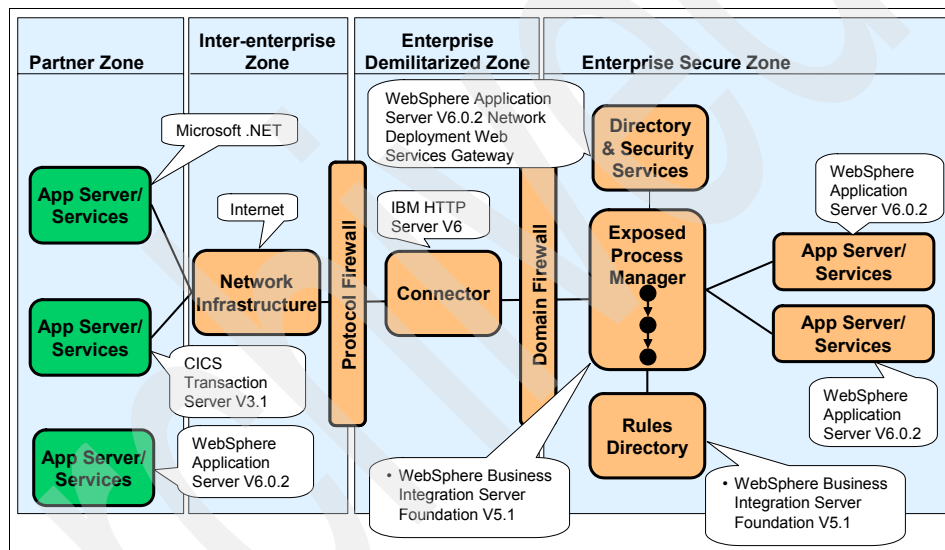 Partner Zone
Inter-enterprise
Zone
Enterprise
Demilitarized Zone
Enterprise Secure Zone
Microsoft .NET
App Server/
Services
App Server/
Services
CICS
Transaction
Server V3.1
App Server/
Services
WebSphere
Application
Server V6.0.2
Internet
Network
Infrastructure
Protocol Firewall
IBM HTTP
Server V6
Connector
Domain Firewall
WebSphere Application
Server V6.0.2 Network
Deployment Web
Services Gateway
Directory
& Security
Services
Exposed
Process
Manager
Rules
Directory
• WebSphere Business
Integration Server
Foundation V5.1
• WebSphere Business
Integration Server
Foundation V5.1
WebSphere
Application
Server V6.0.2
App Server/
Services
App Server/
Services
WebSphere
Application
Server V6.0.2